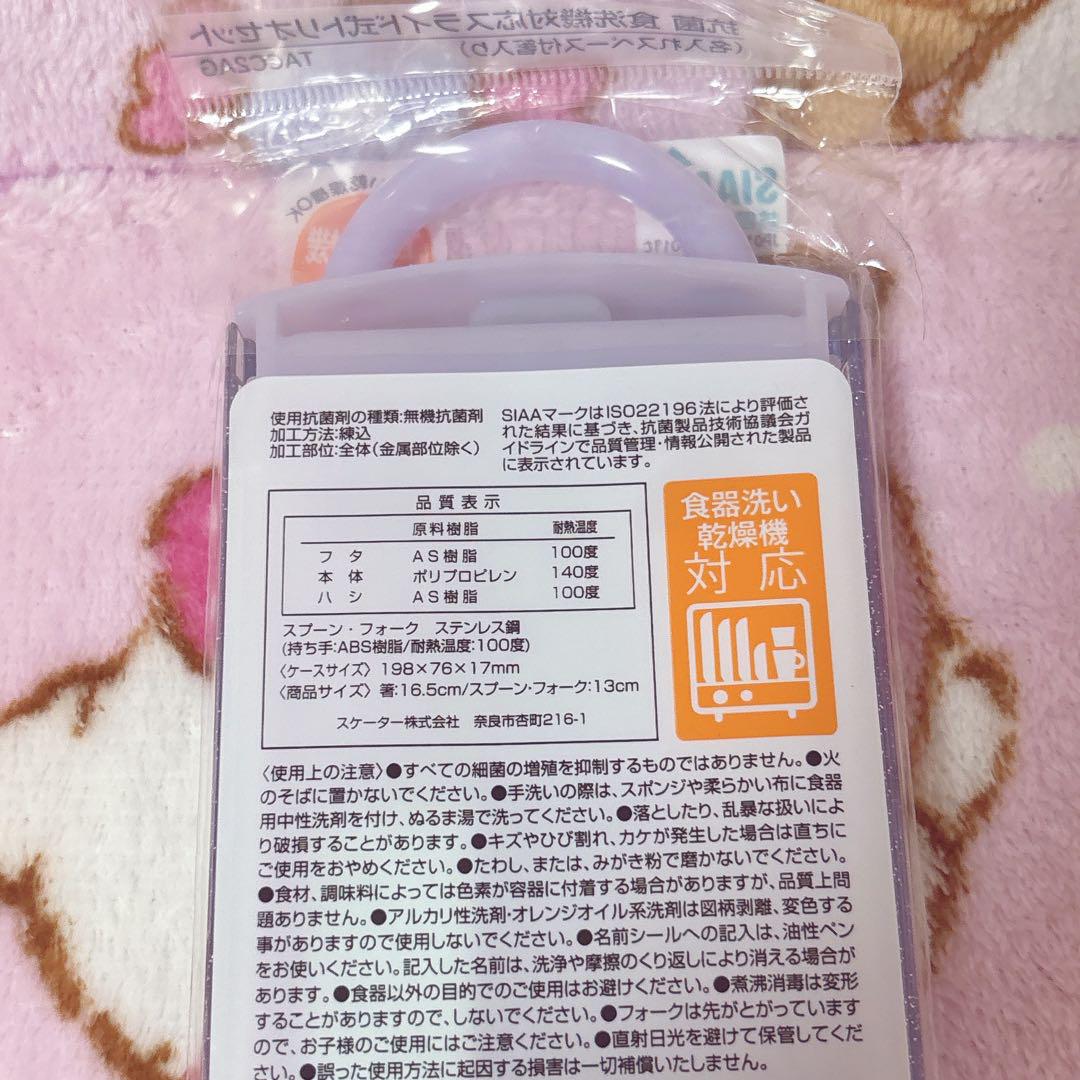 抗菌 食洗機対応スライド式トリオセット
(名入れスペース付箸入り)
TACC2AG
い乾燥機OK
機
SIAA
使用抗菌剤の種類:無機抗菌剤
加工方法:練込
加工部位:全体(金属部位除く)
SIAAマークはISO22196法により評価さ
れた結果に基づき、抗菌製品技術協議会ガ
イドラインで品質管理・情報公開された製品
に表示されています。
品質表示
原料樹脂 耐熱温度
フタ AS樹脂 100度
本体 ポリプロピレン 140度
ハシ AS樹脂 100度
スプーン・フォーク ステンレス鋼
(持ち手:ABS樹脂/耐熱温度:100度)
〈ケースサイズ〉198×76×17mm
〈商品サイズ〉箸:16.5cm/スプーン・フォーク:13cm
スケーター株式会社 奈良市杏町216-1
食器洗い
乾燥機
対応
〈使用上の注意〉●すべての細菌の増殖を抑制するものではありません。●火
のそばに置かないでください。●手洗いの際は、スポンジや柔らかい布に食器
用中性洗剤を付け、ぬるま湯で洗ってください。●落としたり、乱暴な扱いによ
り破損することがあります。●キズやひび割れ、カケが発生した場合は直ちに
ご使用をおやめください。●たわし、または、みがき粉で磨かないでください。
●食材、調味料によっては色素が容器に付着する場合がありますが、品質上問
題ありません。●アルカリ性洗剤・オレンジオイル系洗剤は図柄剥離、変色する
事がありますので使用しないでください。●名前シールへの記入は、油性ペン
をお使いください。記入した名前は、洗浄や摩擦のくり返しにより消える場合が
あります。●食器以外の目的でのご使用はお避けください。●煮沸消毒は変形
することがありますので、しないでください。●フォークは先がとがっています
ので、お子様のご使用にはご注意ください。●直射日光を避けて保管してくだ
さい。●誤った使用方法に起因する損害は一切補償いたしません。